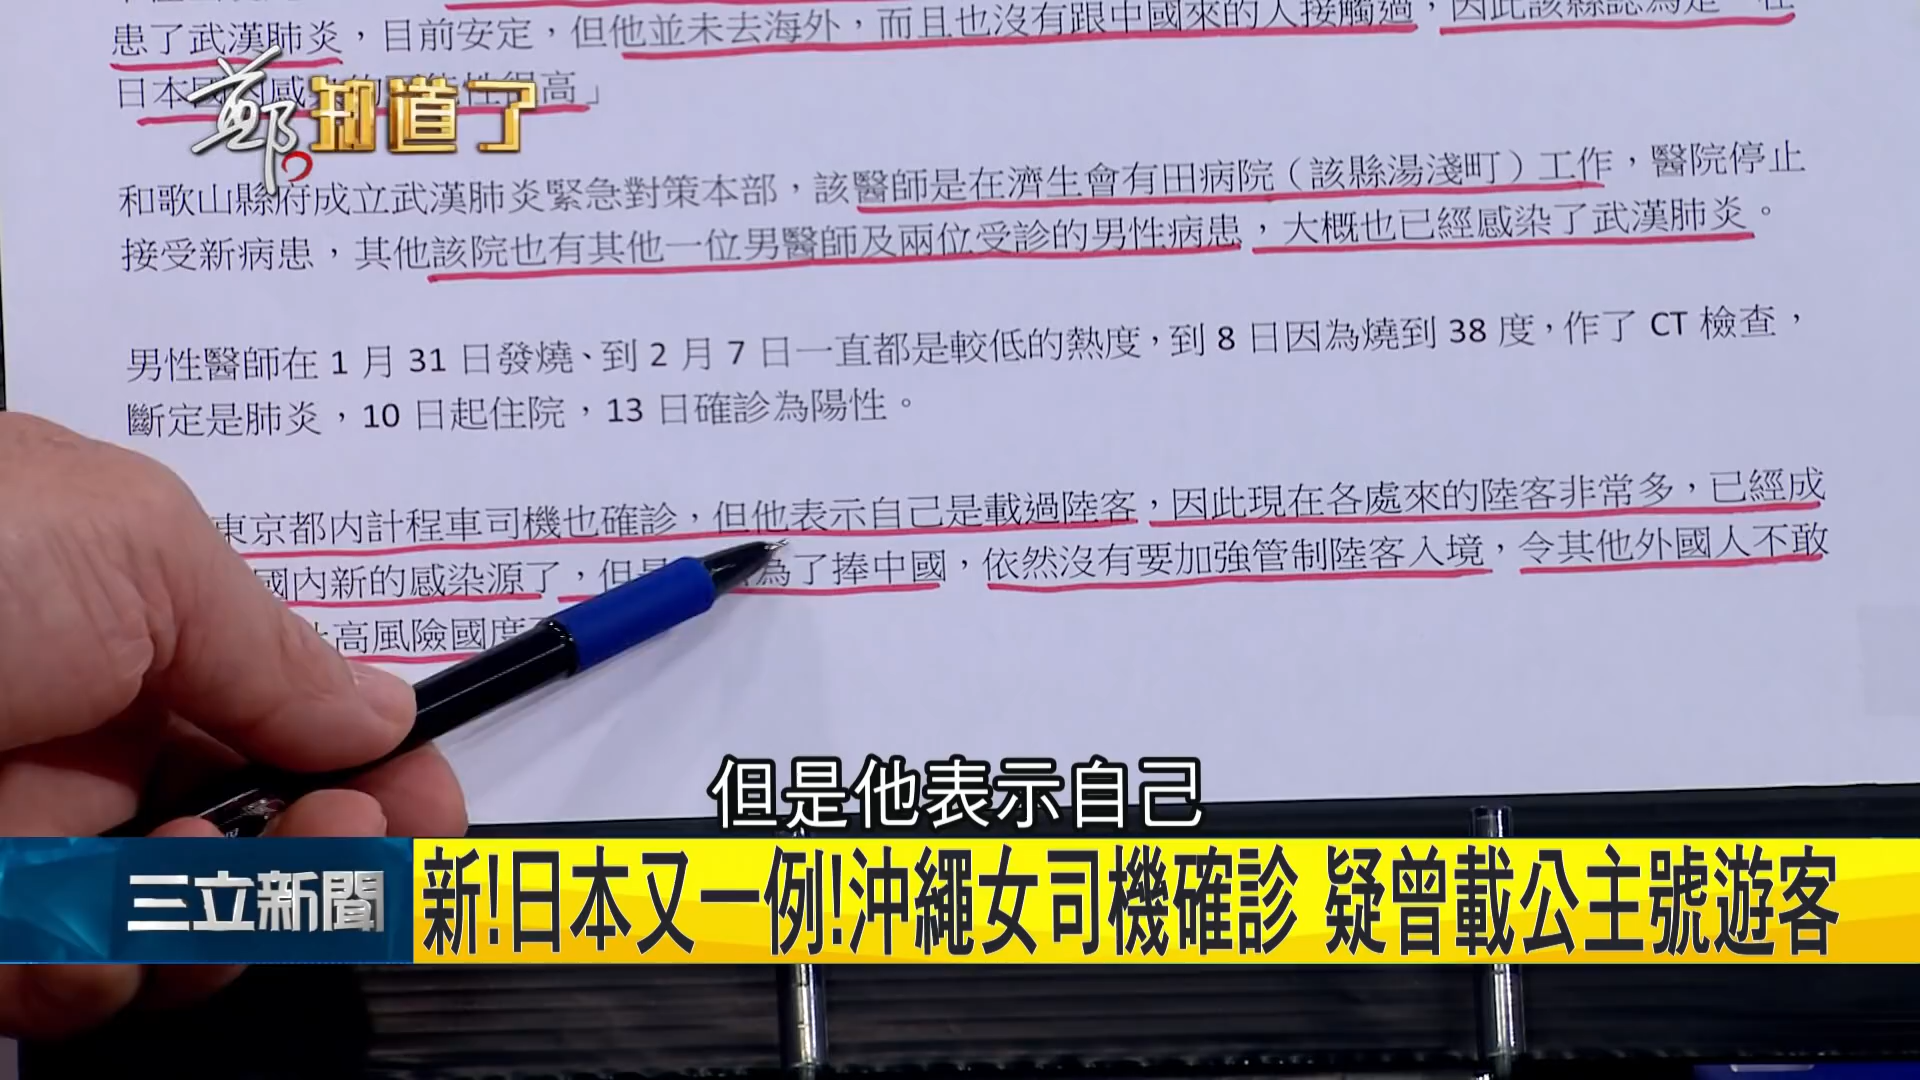 患了武漢肺炎，目前安定，但他並未去海外，而且也沒有跟中國來的人接觸過，因此該縣認為是「在
日本國內感 性很高」
鄭知道了
和歌山縣府成立武漢肺炎緊急對策本部，該醫師是在濟生會有田病院（該縣湯淺町）工作，醫院停止
接受新病患，其他該院也有其他一位男醫師及兩位受診的男性病患，大概也已經感染了武漢肺炎。
男性醫師在 1 月 31 日發燒、到 2 月 7 日一直都是較低的熱度，到 8 日因為燒到 38 度，作了 CT 檢查，
斷定是肺炎，10 日起住院，13 日確診為陽性。
東京都內計程車司機也確診，但他表示自己是載過陸客，因此現在各處來的陸客非常多，已經成
國內新的感染源了，但是 為了捧中國，依然沒有要加強管制陸客入境，令其他外國人不敢
高風險國度
但是他表示自己
三立新聞
新!日本又一例!沖繩女司機確診 疑曾載公主號遊客